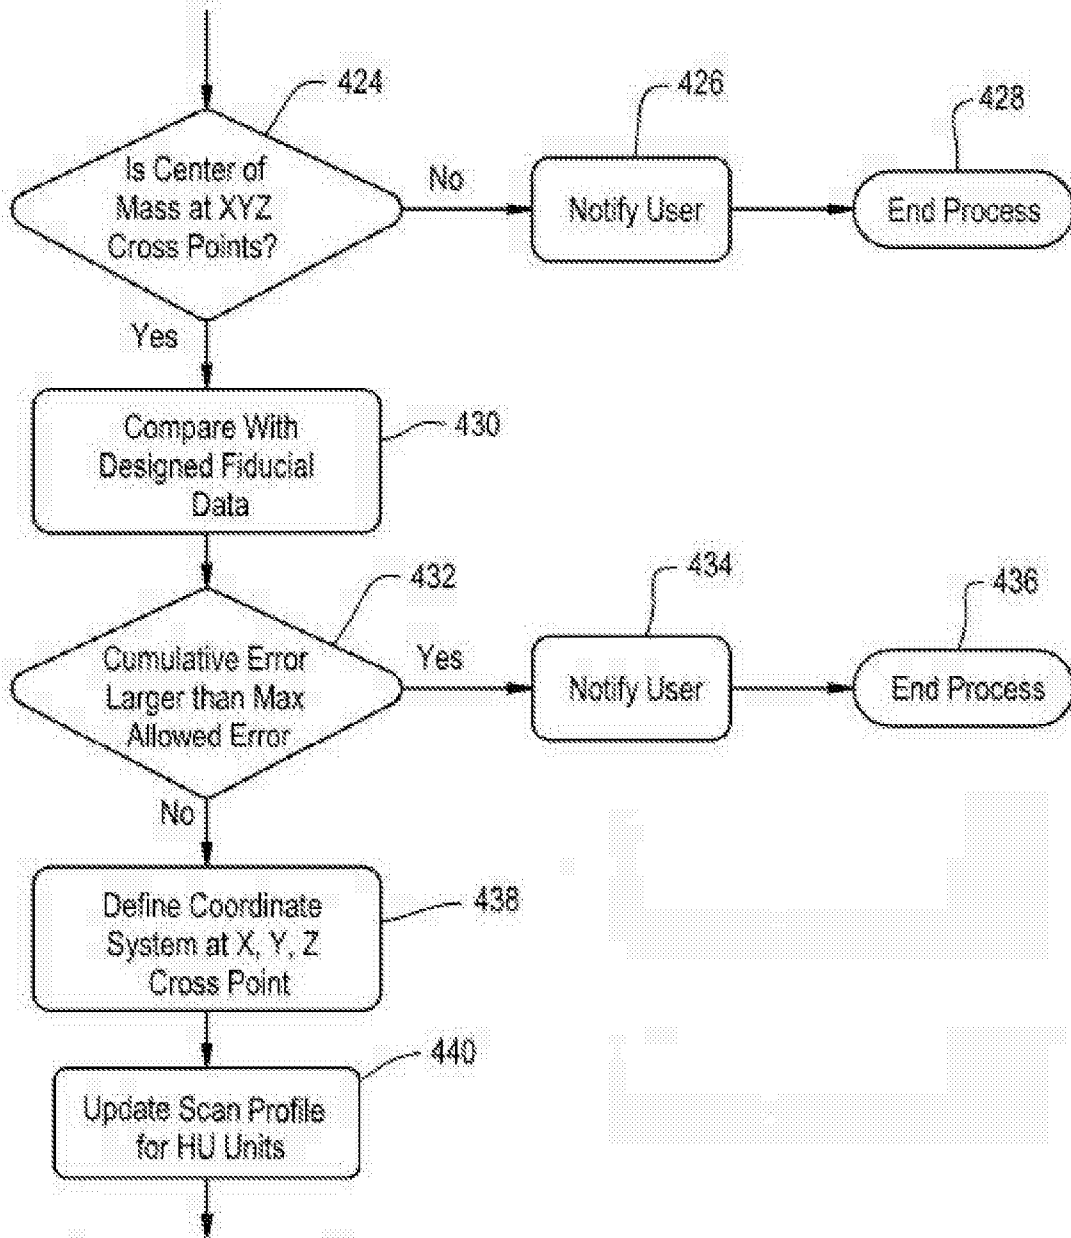 424
Is Center of
Mass at XYZ
Cross Points?
No
426
Notify User
428
End Process
Yes
430
Compare With
Designed Fiducial
Data
432
Cumulative Error
Larger than Max
Allowed Error
Yes
434
Notify User
436
End Process
No
438
Define Coordinate
System at X, Y, Z
Cross Point
440
Update Scan Profile
for HU Units